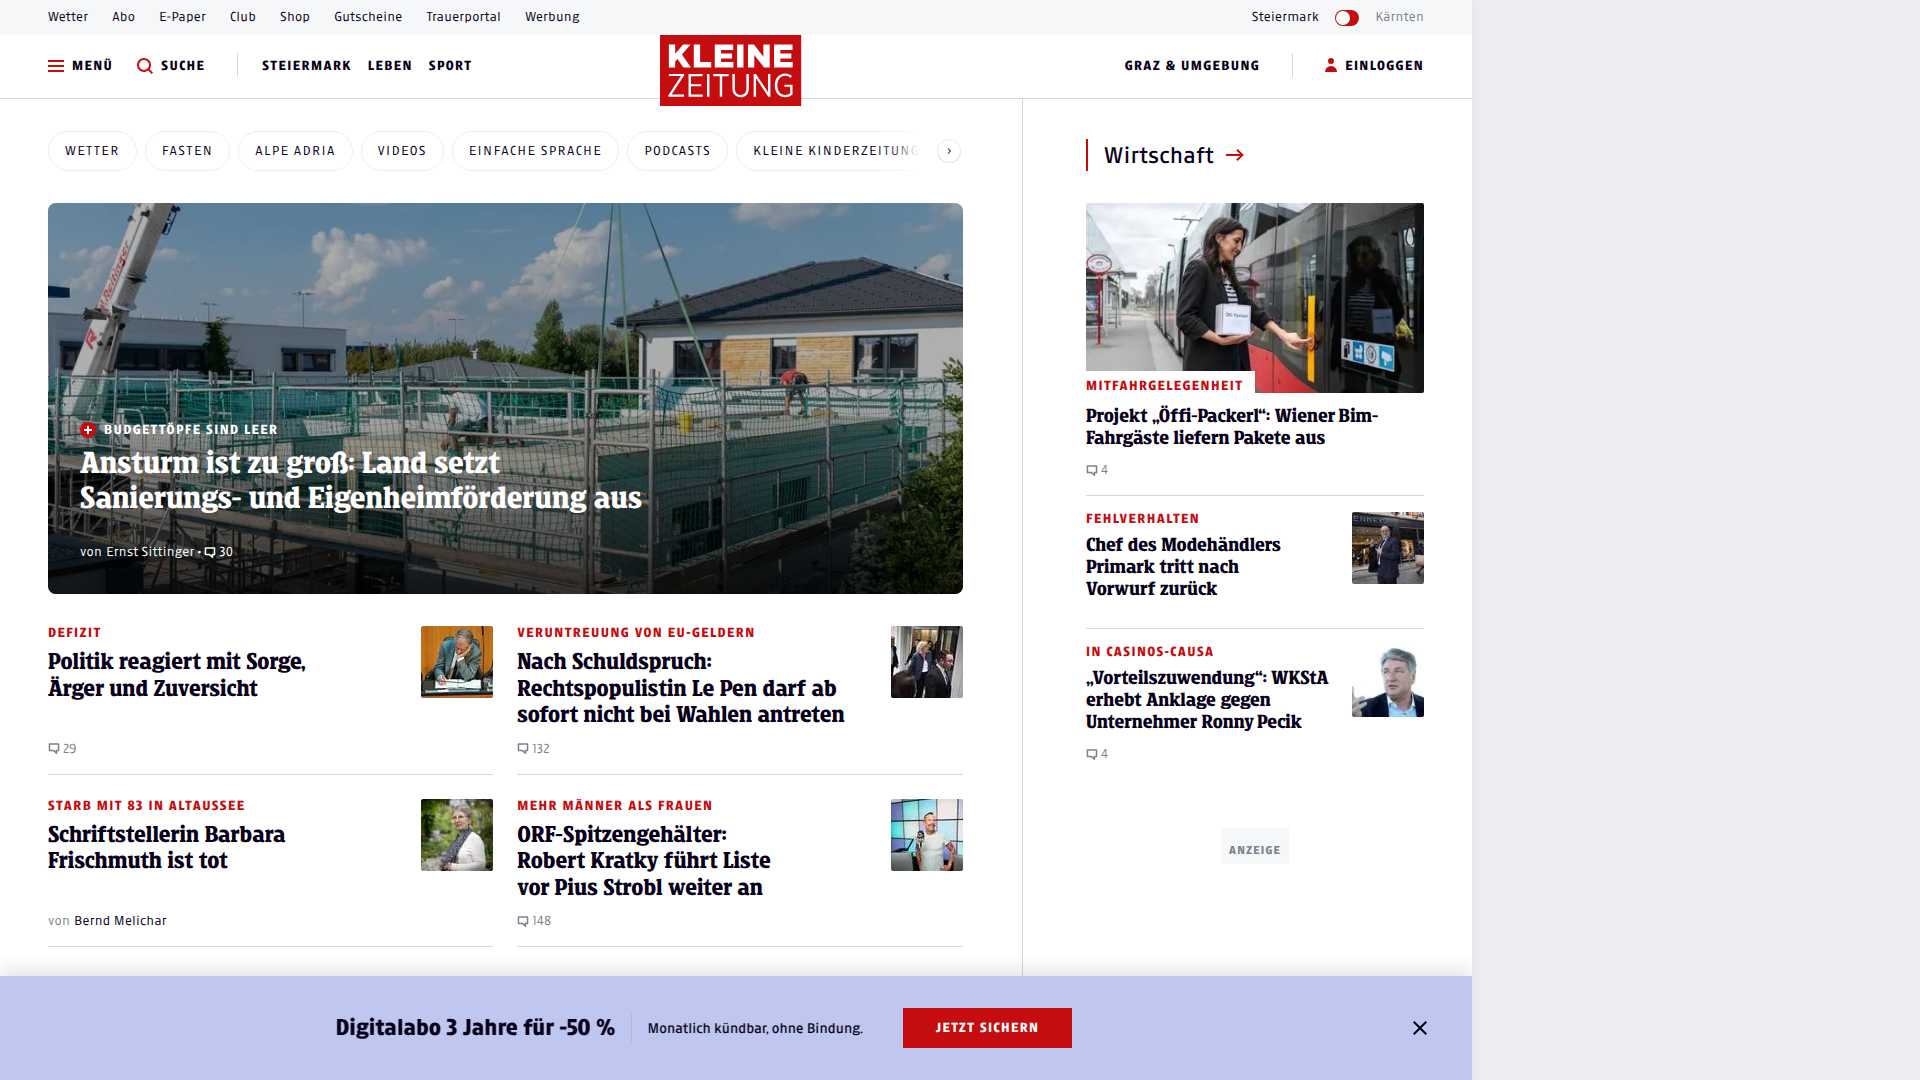 Wetter Abo E-Paper Club Shop Gutscheine Trauerportal Werbung
Steiermark Kärnten
MENÜ SUCHE STEIERMARK LEBEN SPORT
KLEINE
ZEITUNG
GRAZ & UMGEBUNG EINLOGGEN
WETTER FASTEN ALPE ADRIA VIDEOS EINFACHE SPRACHE PODCASTS KLEINE KINDERZEITUNG
BUDGETTÖPFE SIND LEER
Ansturm ist zu groß: Land setzt
Sanierungs- und Eigenheimförderung aus
von Ernst Sittinger • 30
DEFIZIT
Politik reagiert mit Sorge,
Ärger und Zuversicht
29
VERUNTREUUNG VON EU-GELDERN
Nach Schuldspruch:
Rechtspopulistin Le Pen darf ab
sofort nicht bei Wahlen antreten
132
STARB MIT 83 IN ALTAUSSEE
Schriftstellerin Barbara
Frischmuth ist tot
von Bernd Melichar
MEHR MÄNNER ALS FRAUEN
ORF-Spitzengehälter:
Robert Kratky führt Liste
vor Pius Strobl weiter an
148
Wirtschaft
MITFAHRGELEGENHEIT
Projekt „Öffi-Packerl“: Wiener Bim-
Fahrgäste liefern Pakete aus
4
FEHLVERHALTEN
Chef des Modehändlers
Primark tritt nach
Vorwurf zurück
IN CASINOS-CAUSA
„Vorteilszuwendung“: WKStA
erhebt Anklage gegen
Unternehmer Ronny Pecik
4
ANZEIGE
Digitalabo 3 Jahre für -50 %
Monatlich kündbar, ohne Bindung.
JETZT SICHERN